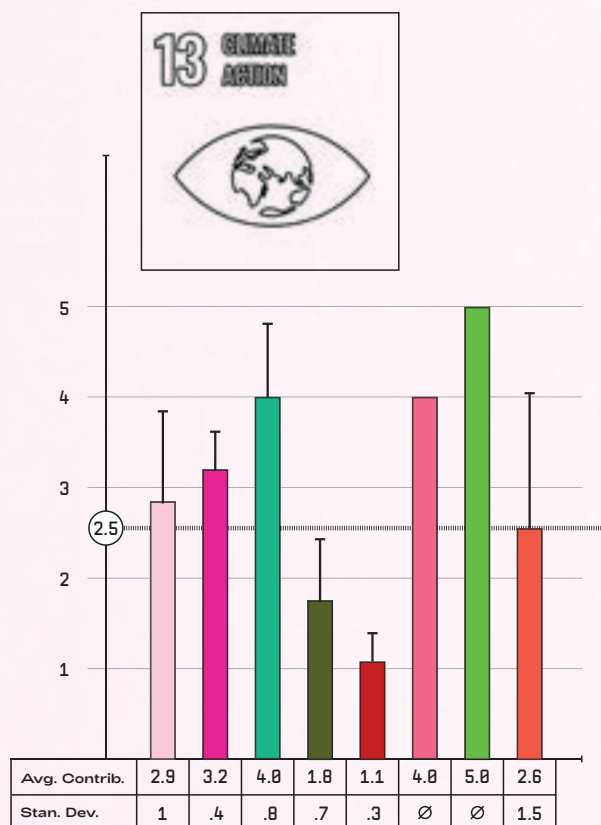 13 CLIMATE
ACTION
5
4
3
2.5
2
1
Avg. Contrib. 2.9 3.2 4.0 1.8 1.1 4.0 5.0 2.6
Stan. Dev. 1 .4 .8 .7 .3 ∅ ∅ 1.5